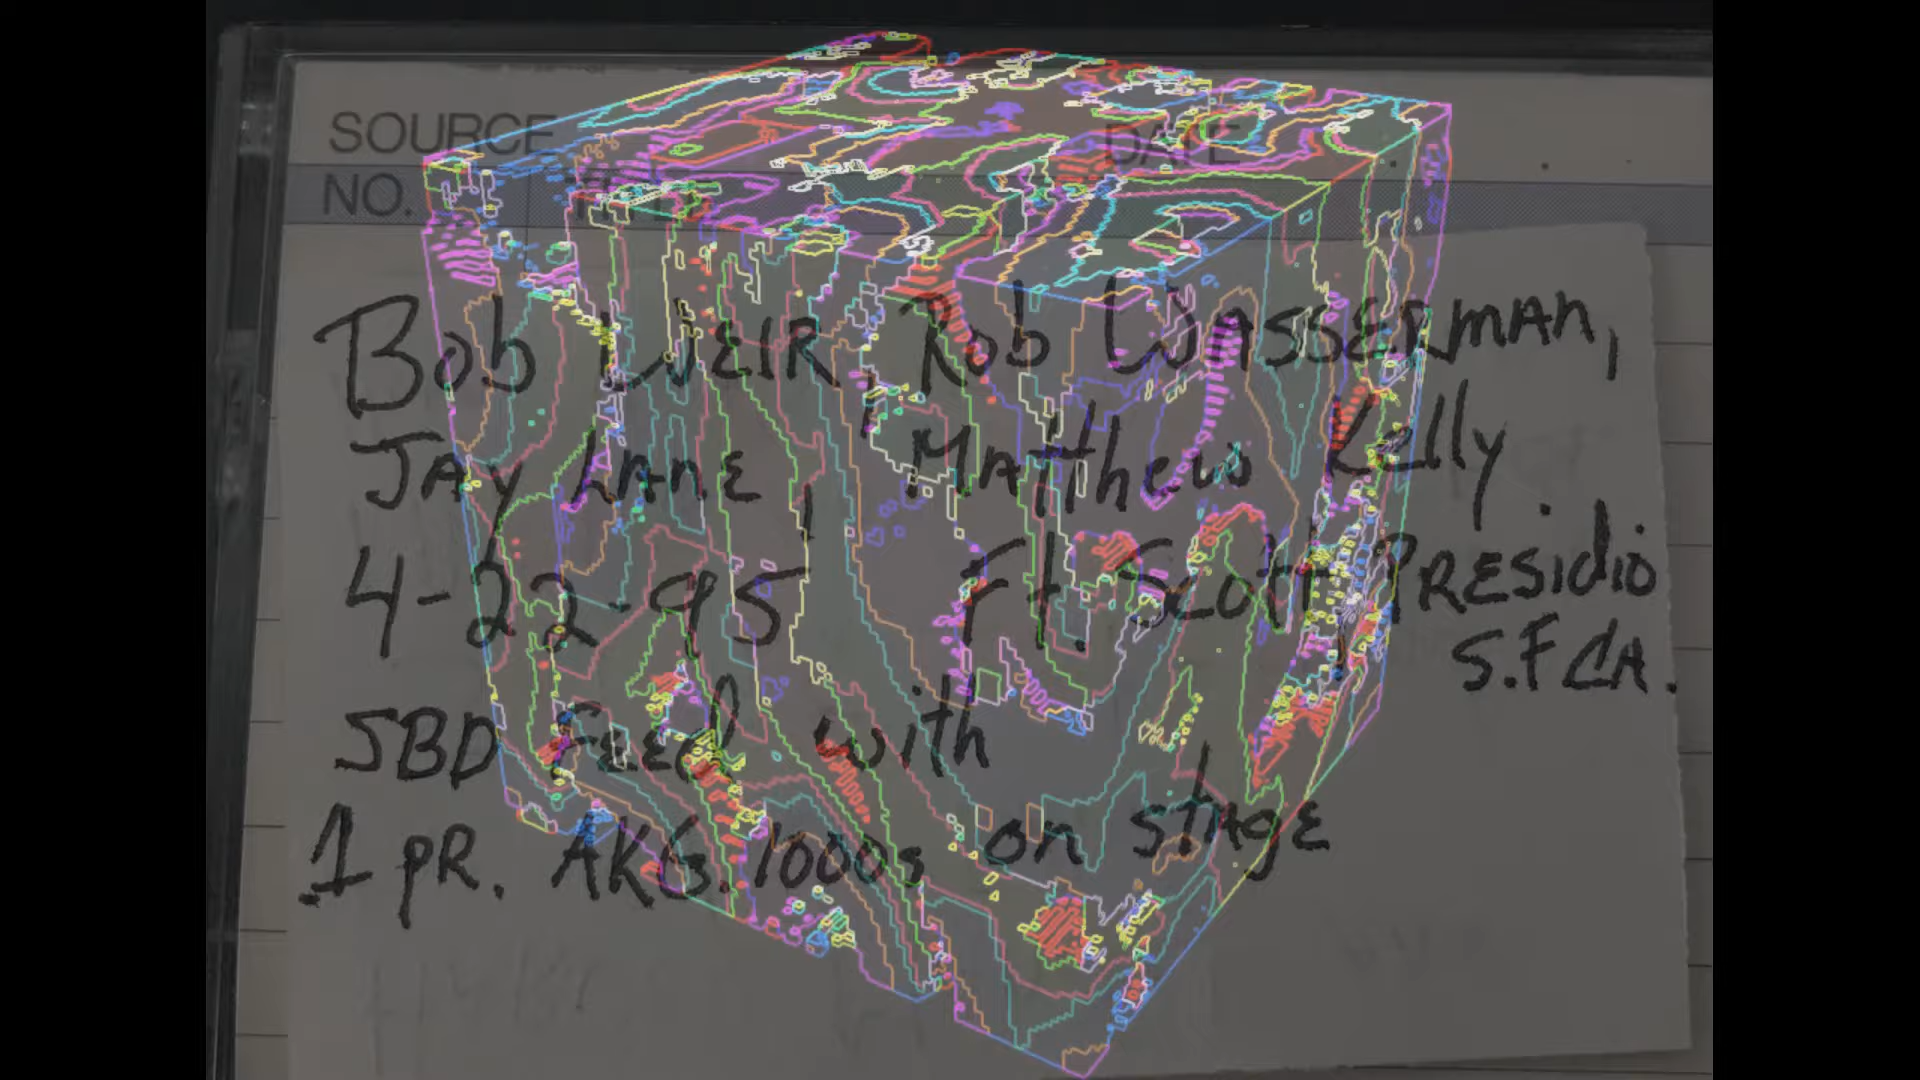 SOURCE DATE
NO.
Bob WEIR, Rob WASSERMAN,
JAY LANE, MATThew Kelly.
4-22-95 Ft. Scott PRESIDIO
S.F CA.
SBD FEED with
1 PR. AKG.1000s on STAGE